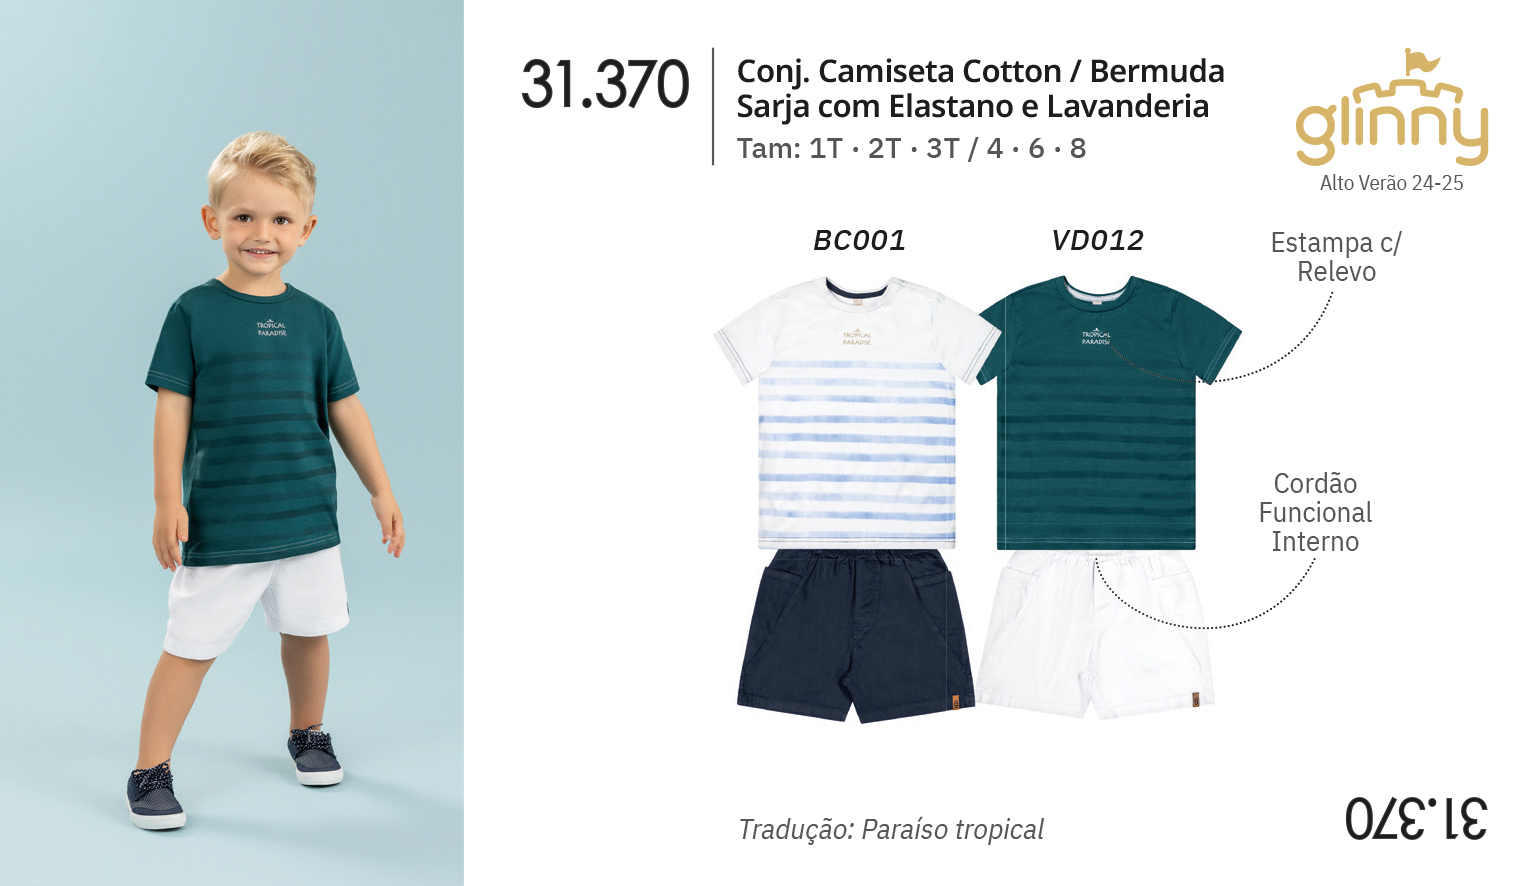 31.370
Conj. Camiseta Cotton / Bermuda
Sarja com Elastano e Lavanderia
Tam: 1T · 2T · 3T / 4 · 6 · 8
glinny
Alto Verão 24-25
BC001
VD012
Estampa c/
Relevo
TROPICAL
PARADISE
TROPICAL
PARADISE
TROPICAL
PARADISE
Cordão
Funcional
Interno
Tradução: Paraíso tropical
31.370